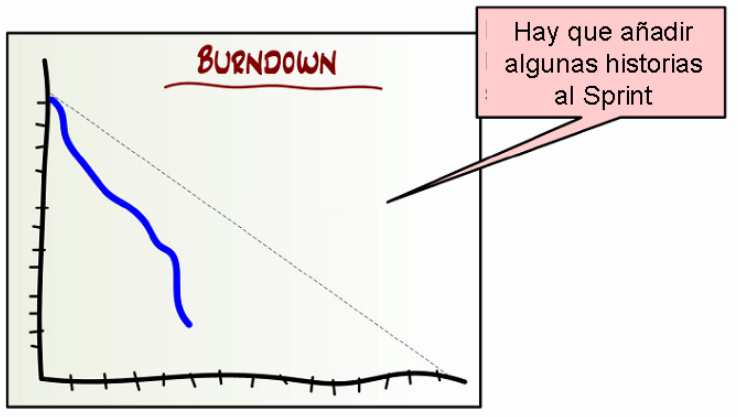 BURNDOWN
Hay que añadir
algunas historias
al Sprint